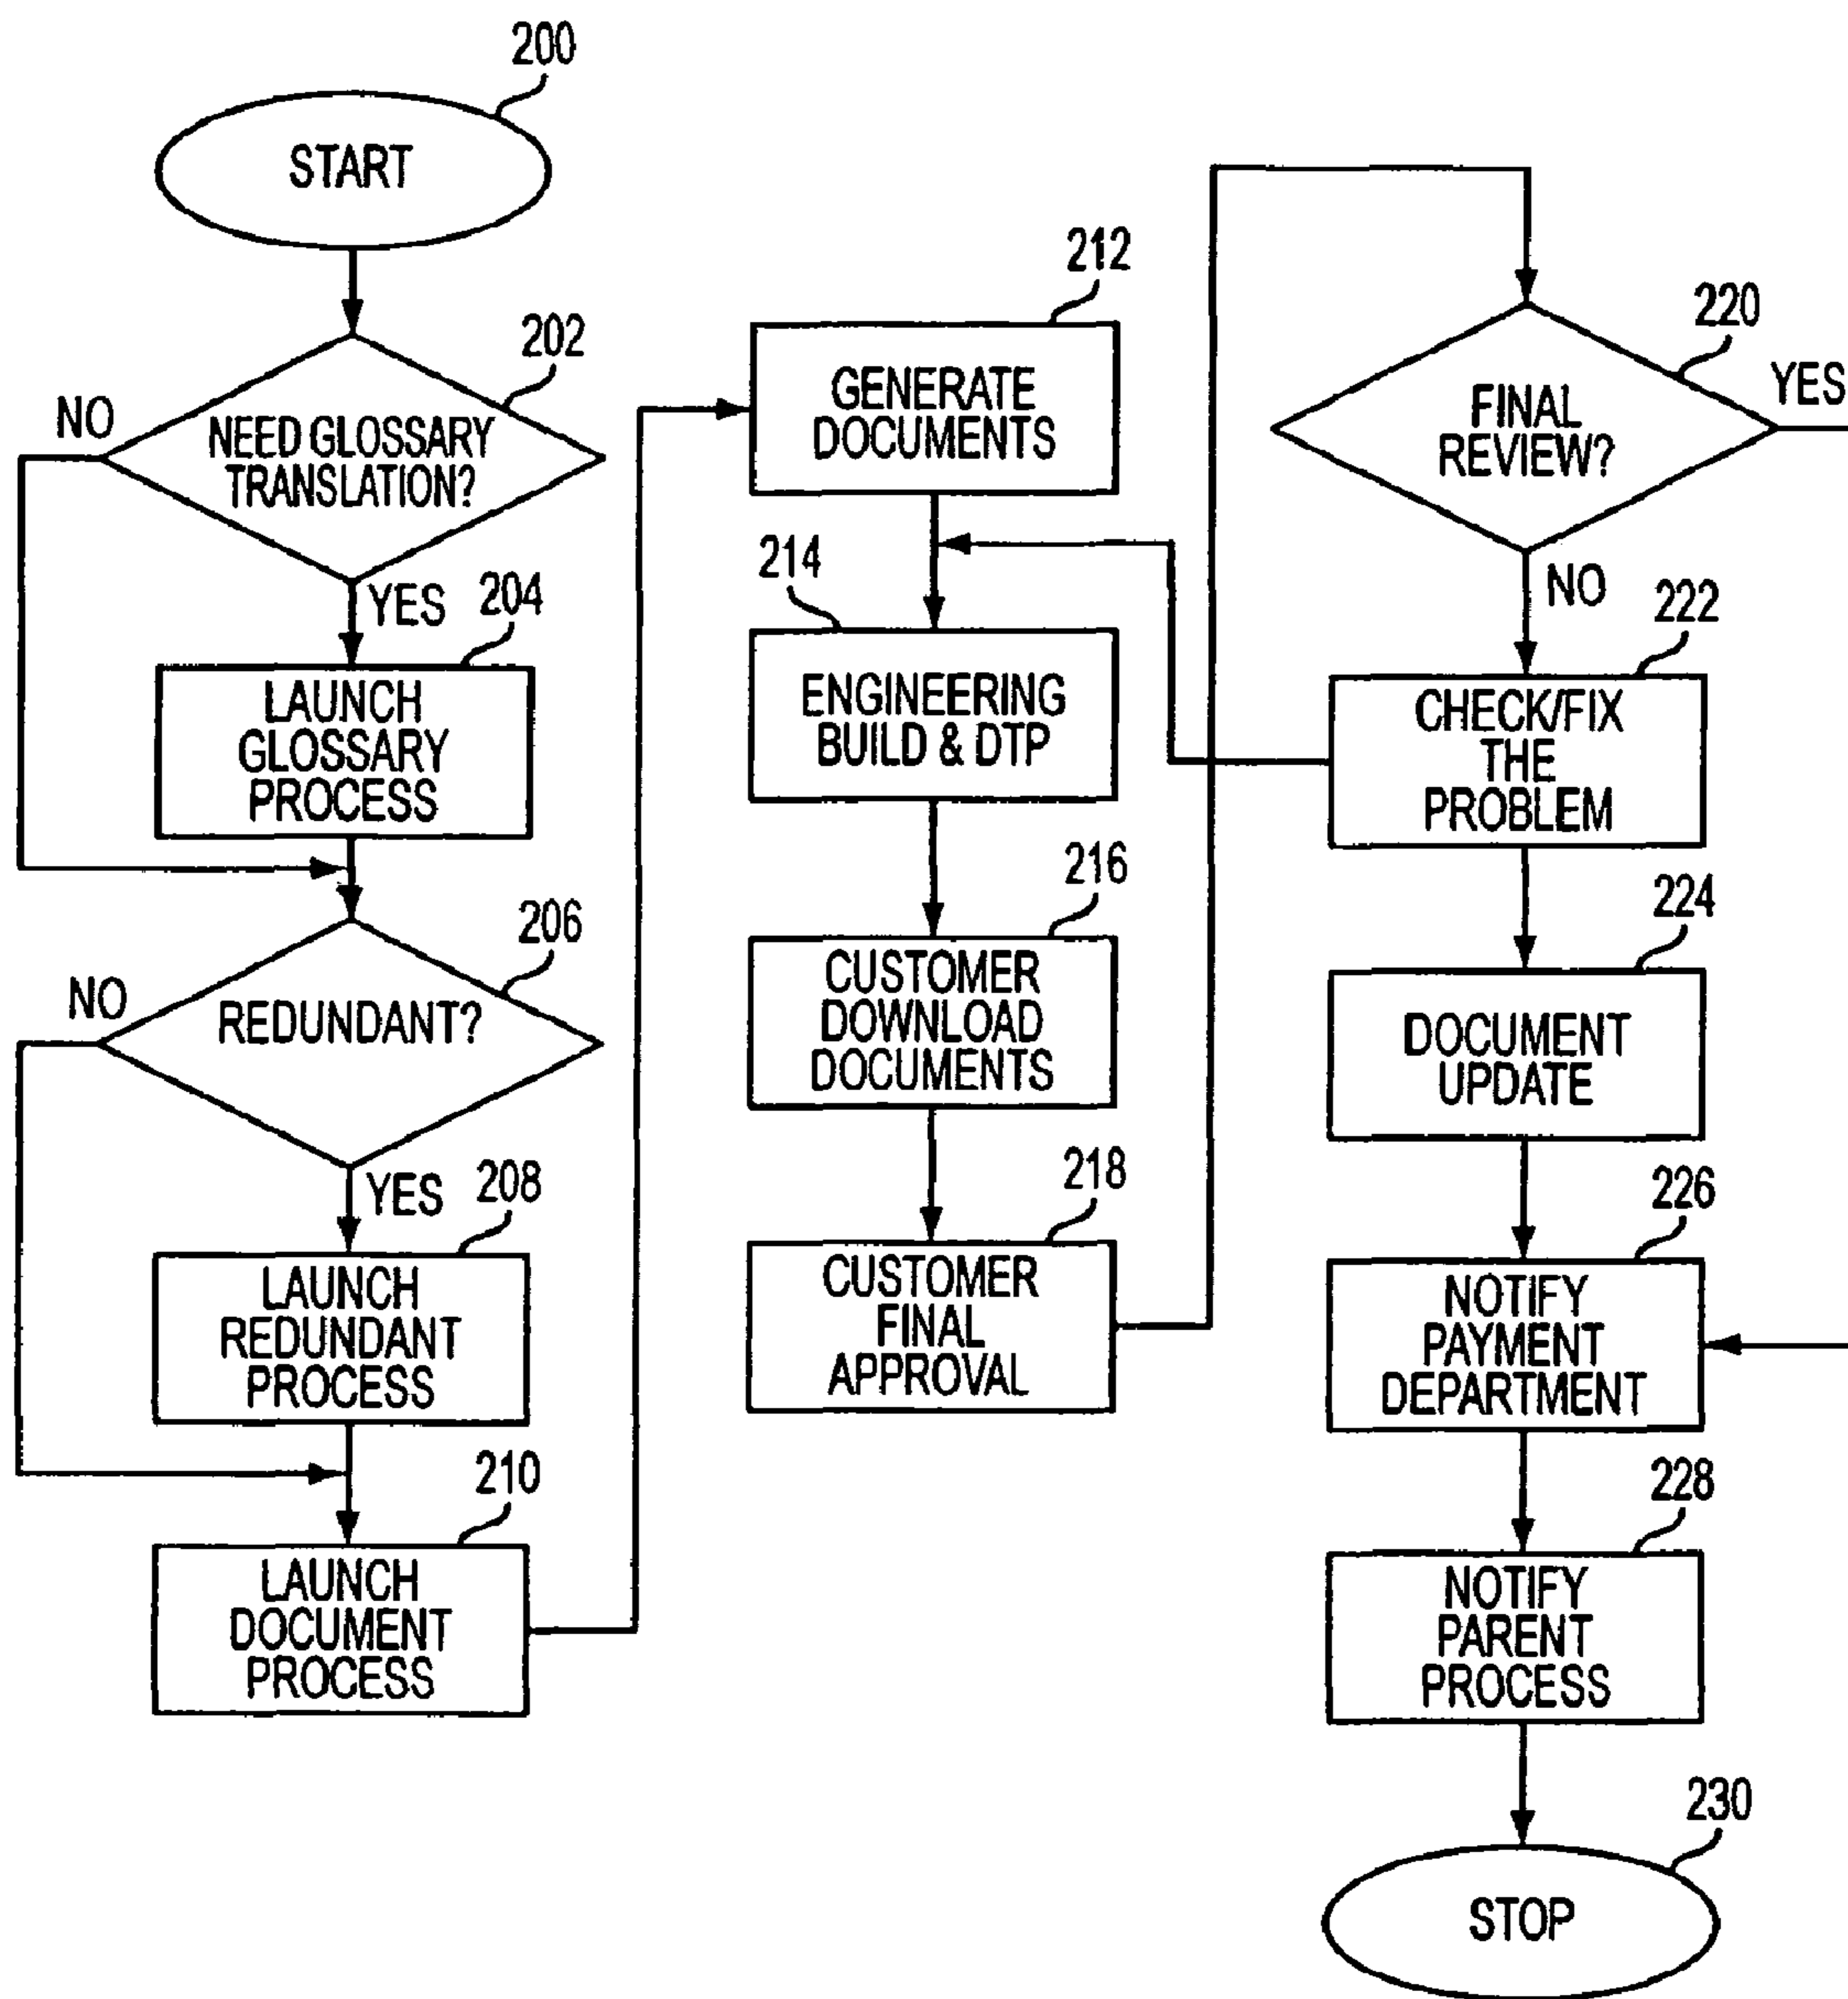 200
START
202
NO
NEED GLOSSARY
TRANSLATION?
YES
204
LAUNCH
GLOSSARY
PROCESS
206
NO
REDUNDANT?
YES
208
LAUNCH
REDUNDANT
PROCESS
210
LAUNCH
DOCUMENT
PROCESS
212
GENERATE
DOCUMENTS
214
ENGINEERING
BUILD & DTP
216
CUSTOMER
DOWNLOAD
DOCUMENTS
218
CUSTOMER
FINAL
APPROVAL
220
YES
FINAL
REVIEW?
NO
222
CHECK/FIX
THE
PROBLEM
224
DOCUMENT
UPDATE
226
NOTIFY
PAYMENT
DEPARTMENT
228
NOTIFY
PARENT
PROCESS
230
STOP